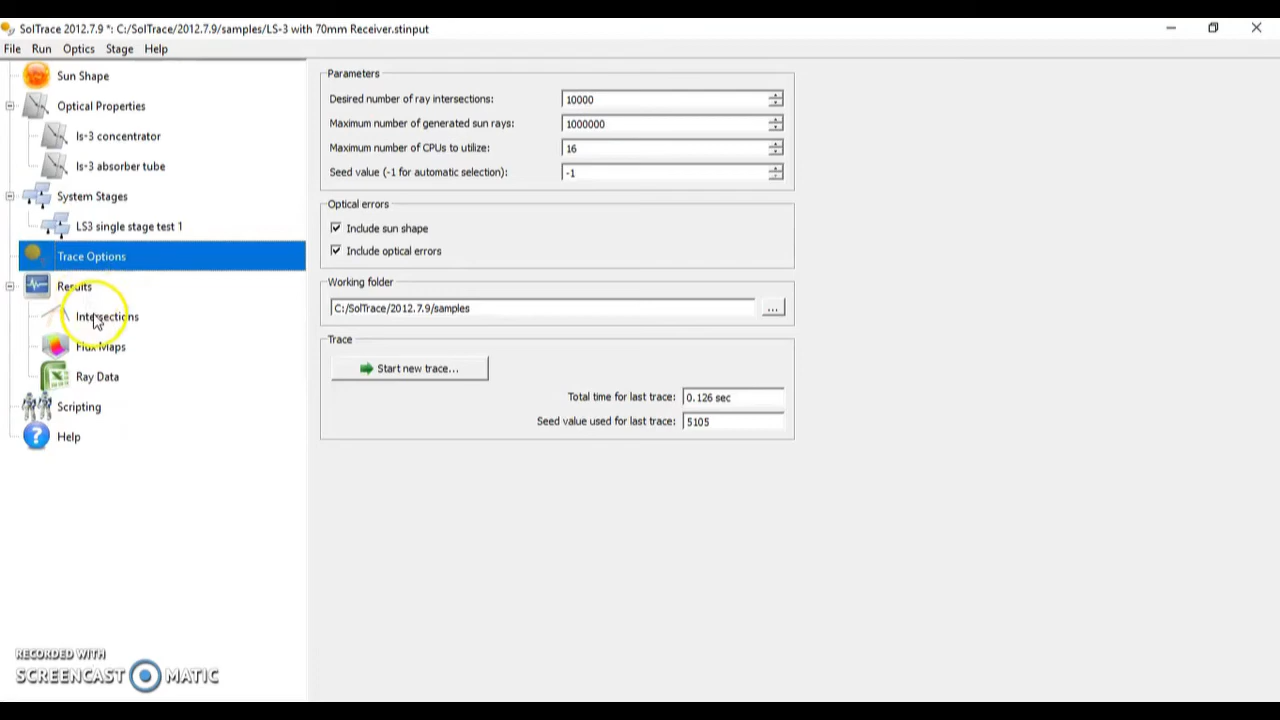 SolTrace 2012.7.9 *: C:/SolTrace/2012.7.9/samples/LS-3 with 70mm Receiver.stinput
File Run Optics Stage Help
Sun Shape
Optical Properties
ls-3 concentrator
ls-3 absorber tube
System Stages
LS3 single stage test 1
Trace Options
Results
Intersections
Flux Maps
Ray Data
Scripting
Help
Parameters
Desired number of ray intersections: 10000
Maximum number of generated sun rays: 1000000
Maximum number of CPUs to utilize: 16
Seed value (-1 for automatic selection): -1
Optical errors
Include sun shape
Include optical errors
Working folder
C:/SolTrace/2012.7.9/samples ...
Trace
Start new trace...
Total time for last trace: 0.126 sec
Seed value used for last trace: 5105
RECORDED WITH
SCREENCAST MATIC